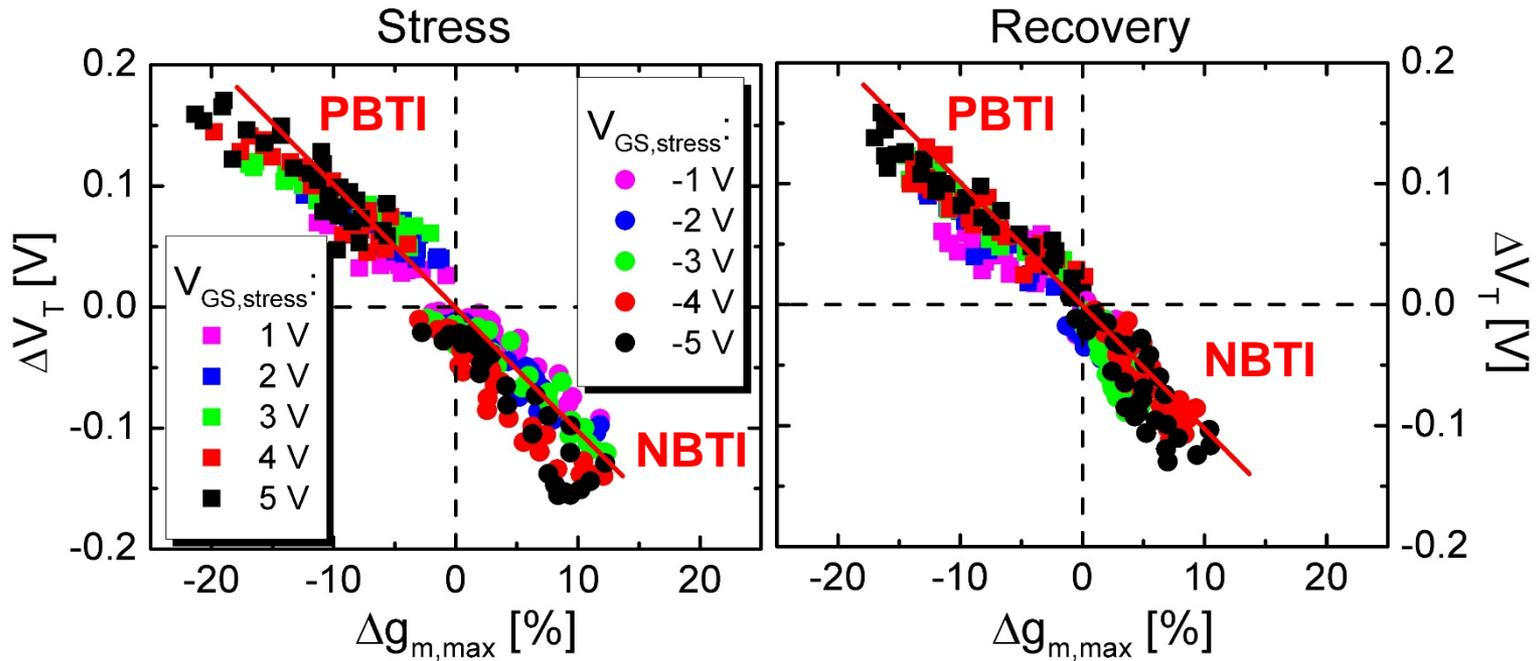 Stress
Recovery
0.2
0.1
0.0
-0.1
-0.2
ΔV_T [V]
PBTI
NBTI
V_GS,stress:
1 V
2 V
3 V
4 V
5 V
V_GS,stress:
-1 V
-2 V
-3 V
-4 V
-5 V
-20 -10 0 10 20
Δg_m,max [%]
PBTI
NBTI
0.2
0.1
0.0
-0.1
-0.2
ΔV_T [V]
-20 -10 0 10 20
Δg_m,max [%]